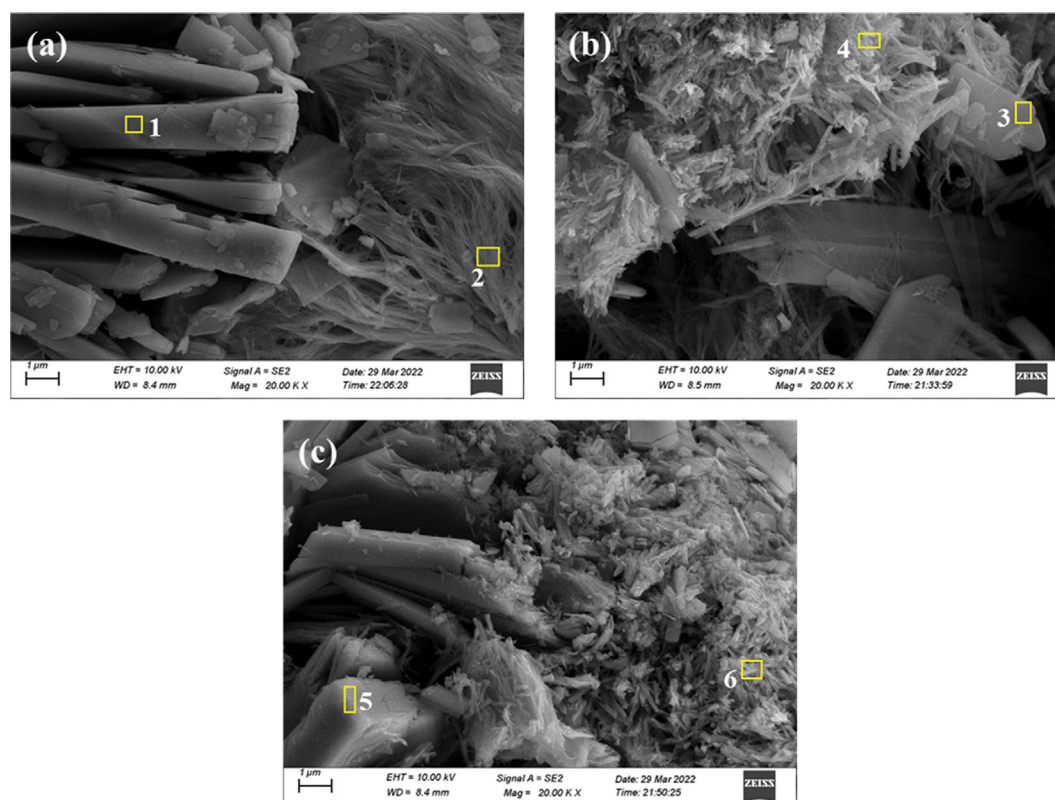 (a)
1
2
1 µm
EHT = 10.00 kV
Signal A = SE2
Date: 29 Mar 2022
WD = 8.4 mm
Mag = 20.00 K X
Time: 22:06:28
ZEISS
(b)
4
3
1 µm
EHT = 10.00 kV
Signal A = SE2
Date: 29 Mar 2022
WD = 8.5 mm
Mag = 20.00 K X
Time: 21:33:59
ZEISS
(c)
6
5
1 µm
EHT = 10.00 kV
Signal A = SE2
Date: 29 Mar 2022
WD = 8.4 mm
Mag = 20.00 K X
Time: 21:50:25
ZEISS